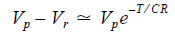 Vₚ − Vᵣ ≃ Vₚe^{−T/CR}